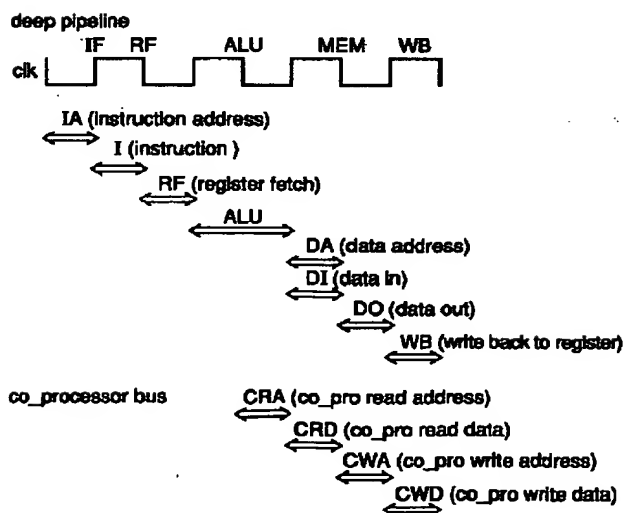 deep pipeline
IF RF ALU MEM WB
clk
IA (instruction address)
I (instruction )
RF (register fetch)
ALU
DA (data address)
DI (data in)
DO (data out)
WB (write back to register)
co_processor bus CRA (co_pro read address)
CRD (co_pro read data)
CWA (co_pro write address)
CWD (co_pro write data)